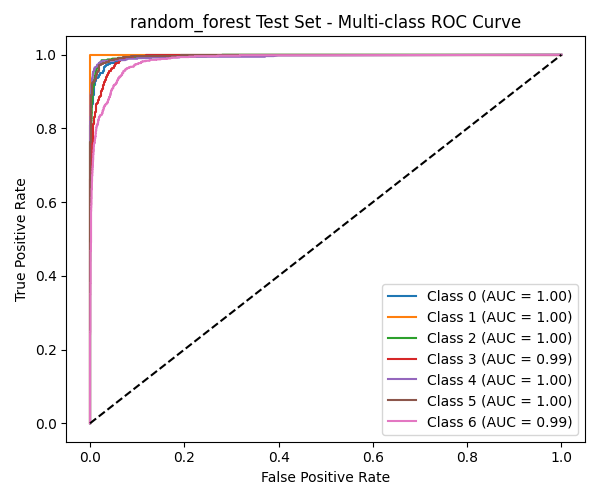 random_forest Test Set - Multi-class ROC Curve
True Positive Rate
1.0
0.8
0.6
0.4
0.2
0.0
Class 0 (AUC = 1.00)
Class 1 (AUC = 1.00)
Class 2 (AUC = 1.00)
Class 3 (AUC = 0.99)
Class 4 (AUC = 1.00)
Class 5 (AUC = 1.00)
Class 6 (AUC = 0.99)
0.0 0.2 0.4 0.6 0.8 1.0
False Positive Rate